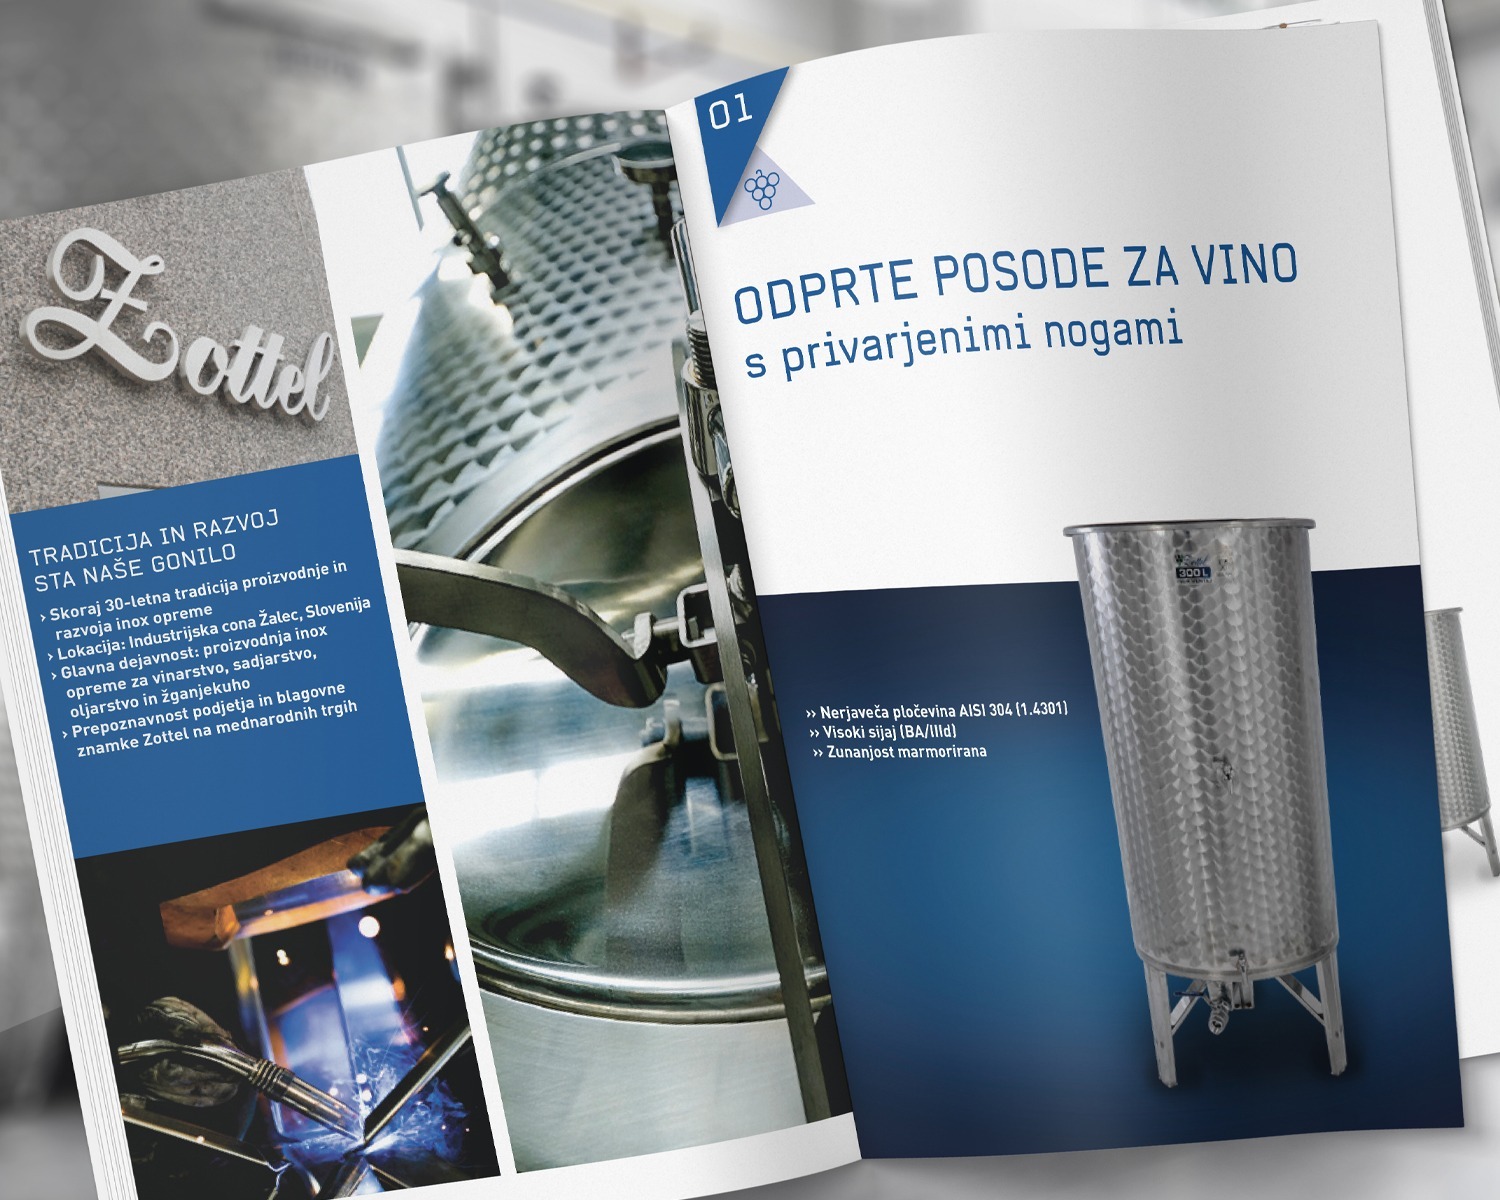 Zottel
TRADICIJA IN RAZVOJ
STA NAŠE GONILO
› Skoraj 30-letna tradicija proizvodnje in
razvoja inox opreme
› Lokacija: Industrijska cona Žalec, Slovenija
› Glavna dejavnost: proizvodnja inox
opreme za vinarstvo, sadjarstvo,
oljarstvo in žganjekuho
› Prepoznavnost podjetja in blagovne
znamke Zottel na mednarodnih trgih
01
ODPRTE POSODE ZA VINO
s privarjenimi nogami
›› Nerjaveča pločevina AISI 304 (1.4301)
›› Visoki sijaj (BA/IIId)
›› Zunanjost marmorirana
Zottel
300 L